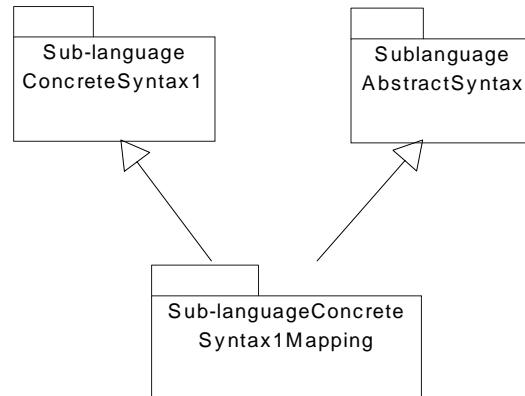 Sub-language
ConcreteSyntax1
Sublanguage
AbstractSyntax
Sub-languageConcrete
Syntax1Mapping